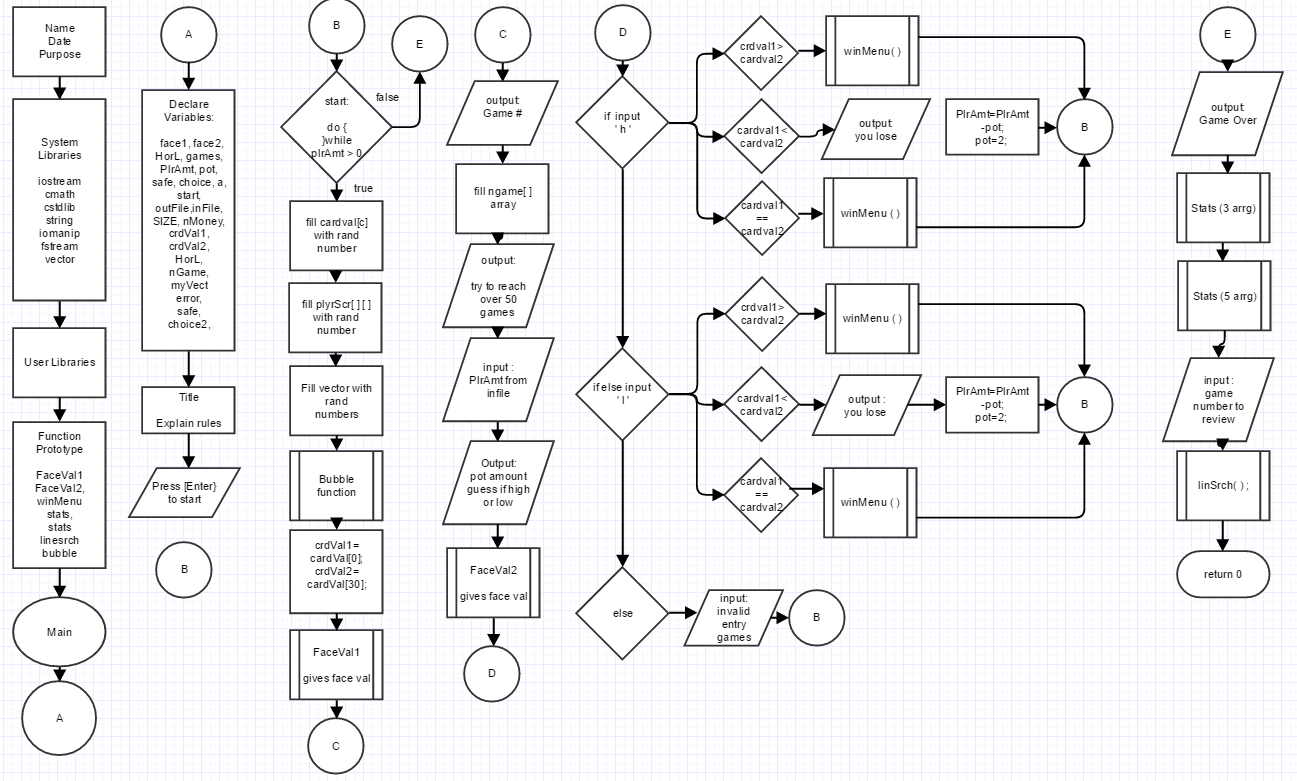 Name
Date
Purpose
System
Libraries
iostream
cmath
cstdlib
string
iomanip
fstream
vector
User Libraries
Function
Prototype
FaceVal1
FaceVal2,
winMenu
stats,
stats
linesrch
bubble
Main
A
A
Declare
Variables:
face1, face2,
HorL, games,
PlrAmt, pot,
safe, choice, a,
start,
outFile,inFile,
SIZE, nMoney,
crdVal1,
crdVal2,
HorL,
nGame,
myVect
error,
safe,
choice2,
Title
Explain rules
Press [Enter}
to start
B
B
start:
do {
}while
plrAmt > 0
false
E
true
fill cardval[c]
with rand
number
fill plyrScr[ ] [ ]
with rand
number
Fill vector with
rand
numbers
Bubble
function
crdVal1=
cardVal[0];
crdVal2=
cardVal[30];
FaceVal1
gives face val
C
C
output:
Game #
fill ngame[ ]
array
output:
try to reach
over 50
games
input :
PlrAmt from
infile
Output:
pot amount
guess if high
or low
FaceVal2
gives face val
D
D
if input
' h '
crdval1>
cardval2
winMenu( )
cardval1<
cardval2
output:
you lose
PlrAmt=PlrAmt
-pot;
pot=2;
B
cardval1
==
cardval2
winMenu ( )
if else input
' l '
crdval1>
cardval2
winMenu ( )
cardval1<
cardval2
output :
you lose
PlrAmt=PlrAmt
-pot;
pot=2;
B
cardval1
==
cardval2
winMenu ( )
else
input:
invalid
entry
games
B
E
output:
Game Over
Stats (3 arrg)
Stats (5 arrg)
input :
game
number to
review
linSrch( ) ;
return 0